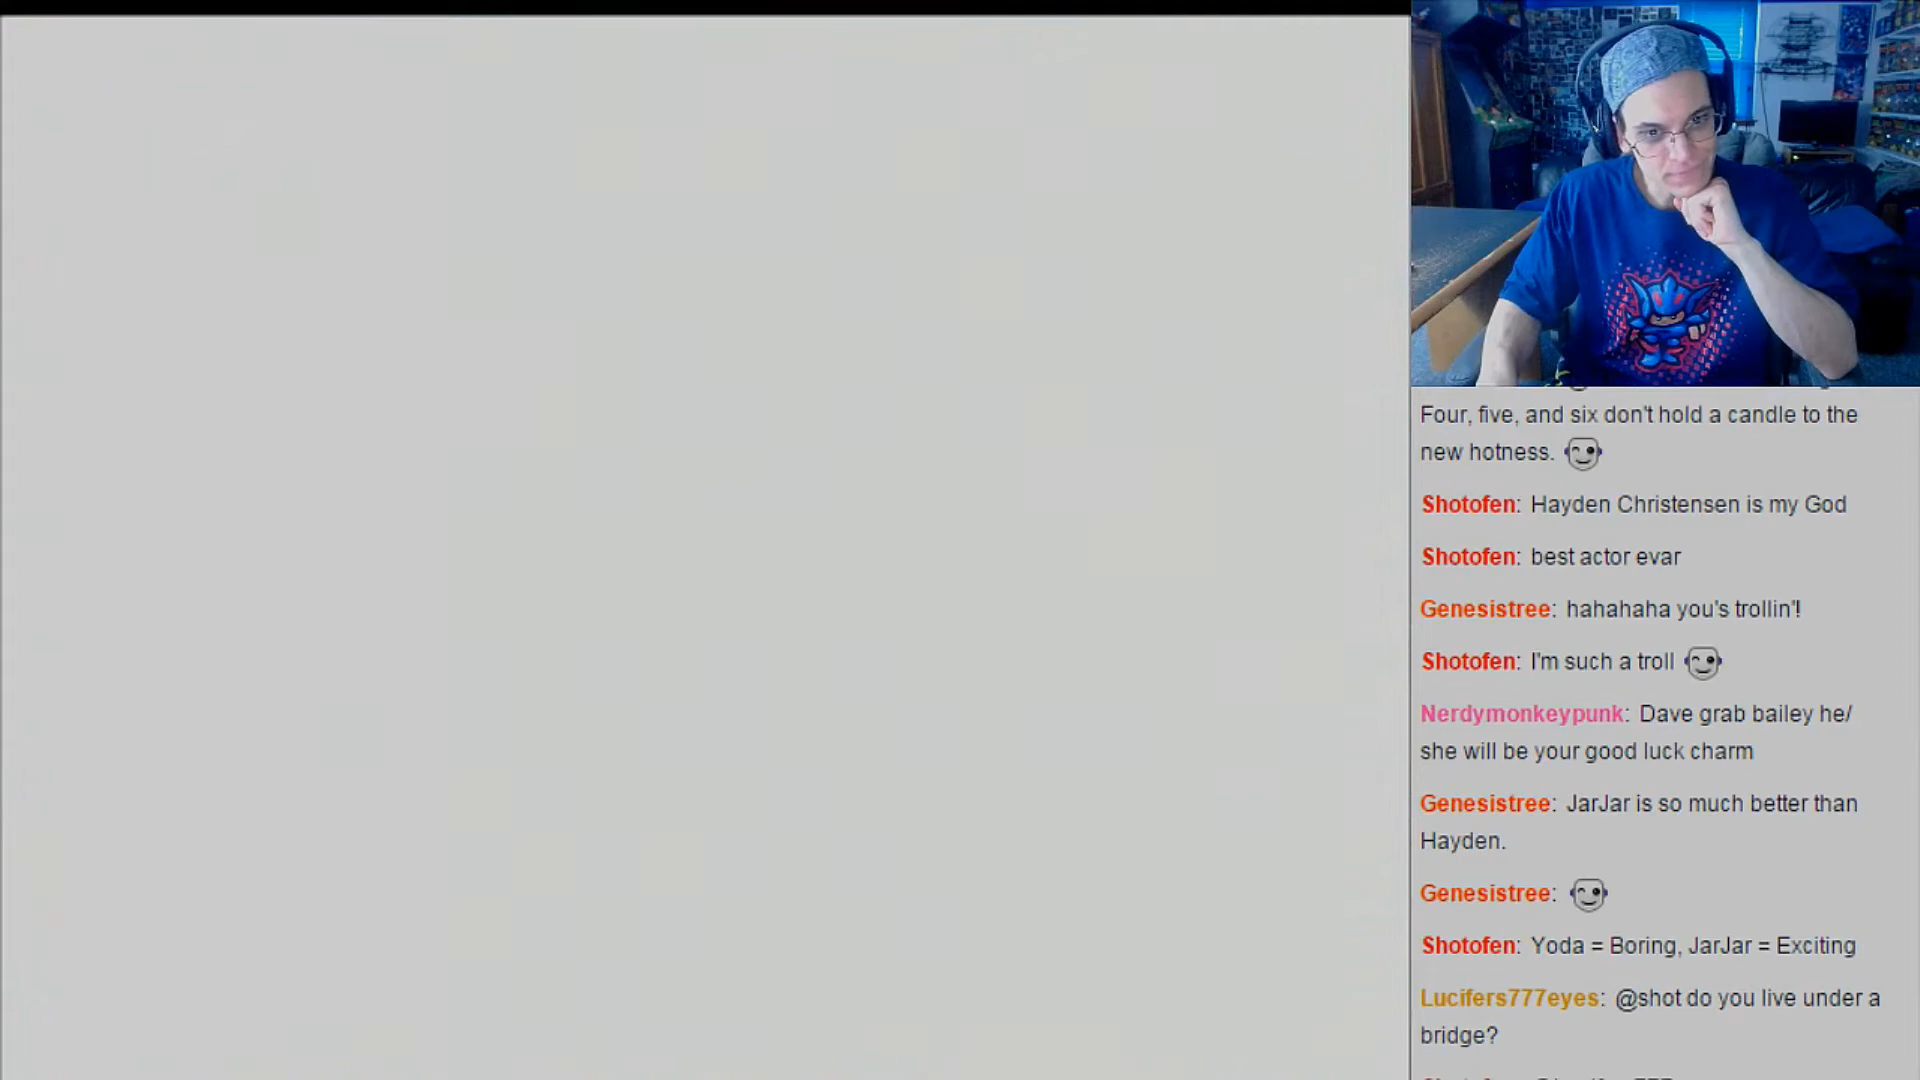 Four, five, and six don't hold a candle to the
new hotness.
Shotofen: Hayden Christensen is my God
Shotofen: best actor evar
Genesistree: hahahaha you's trollin'!
Shotofen: I'm such a troll
Nerdymonkeypunk: Dave grab bailey he/
she will be your good luck charm
Genesistree: JarJar is so much better than
Hayden.
Genesistree:
Shotofen: Yoda = Boring, JarJar = Exciting
Lucifers777eyes: @shot do you live under a
bridge?